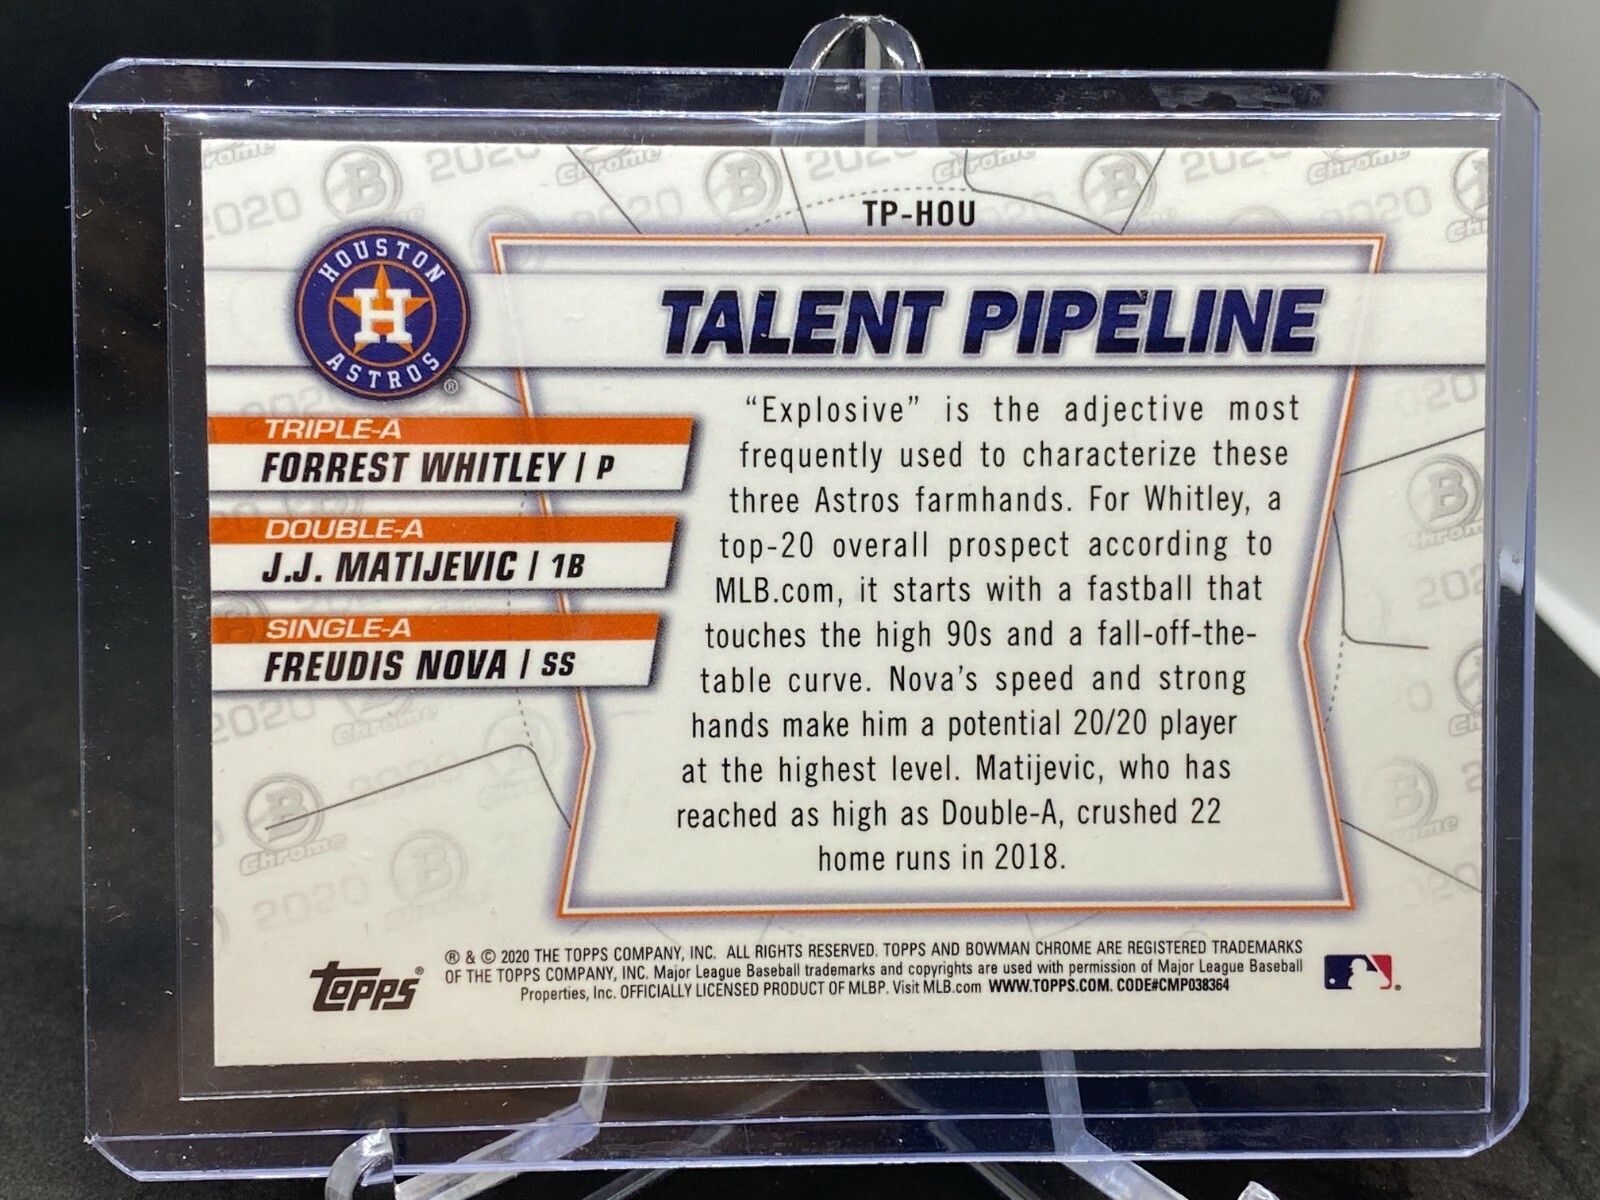 TP-HOU
HOUSTON
H
ASTROS
®
TALENT PIPELINE
TRIPLE-A
FORREST WHITLEY | P
DOUBLE-A
J.J. MATIJEVIC | 1B
SINGLE-A
FREUDIS NOVA | SS
“Explosive” is the adjective most
frequently used to characterize these
three Astros farmhands. For Whitley, a
top-20 overall prospect according to
MLB.com, it starts with a fastball that
touches the high 90s and a fall-off-the-
table curve. Nova’s speed and strong
hands make him a potential 20/20 player
at the highest level. Matijevic, who has
reached as high as Double-A, crushed 22
home runs in 2018.
Topps®
® & © 2020 THE TOPPS COMPANY, INC. ALL RIGHTS RESERVED. TOPPS AND BOWMAN CHROME ARE REGISTERED TRADEMARKS
OF THE TOPPS COMPANY, INC. Major League Baseball trademarks and copyrights are used with permission of Major League Baseball
Properties, Inc. OFFICIALLY LICENSED PRODUCT OF MLBP. Visit MLB.com WWW.TOPPS.COM. CODE#CMP038364